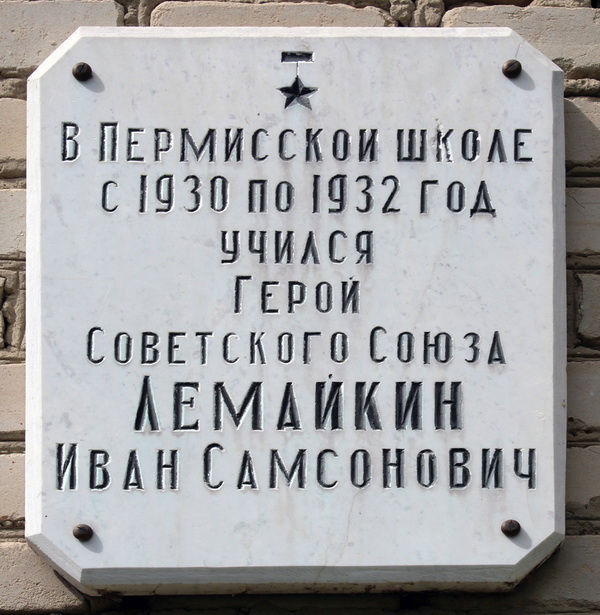 В Пермисской школе
с 1930 по 1932 год
учился
Герой
Советского Союза
Лемайкин
Иван Самсонович